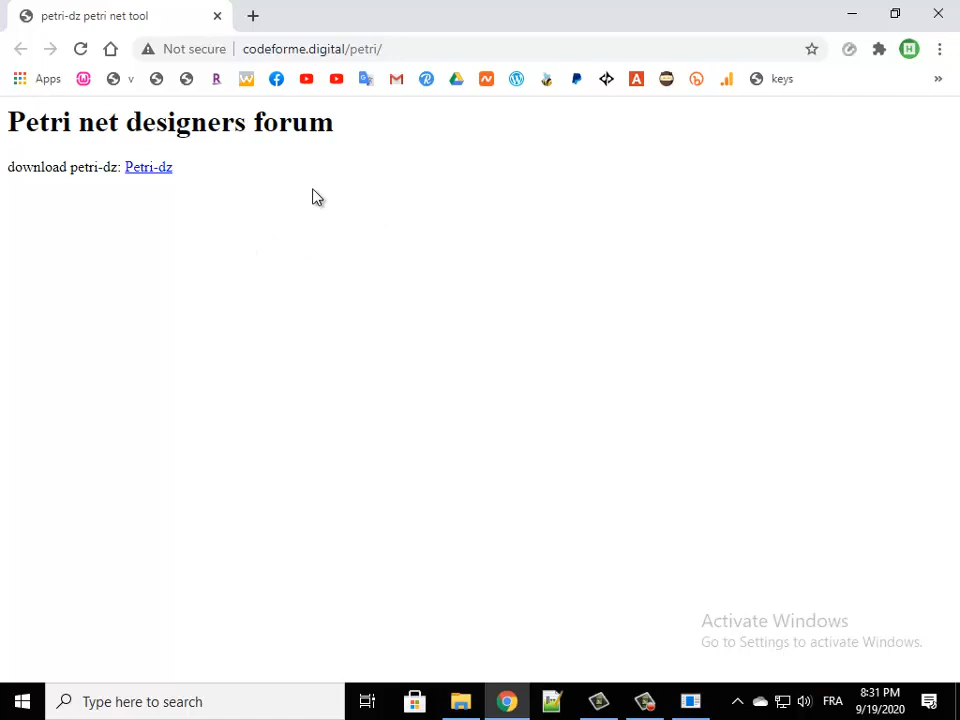 petri-dz petri net tool
Not secure
codeforme.digital/petri/
Apps
v
keys
Petri net designers forum
download petri-dz: Petri-dz
Activate Windows
Go to Settings to activate Windows.
Type here to search
FRA
8:31 PM
9/19/2020